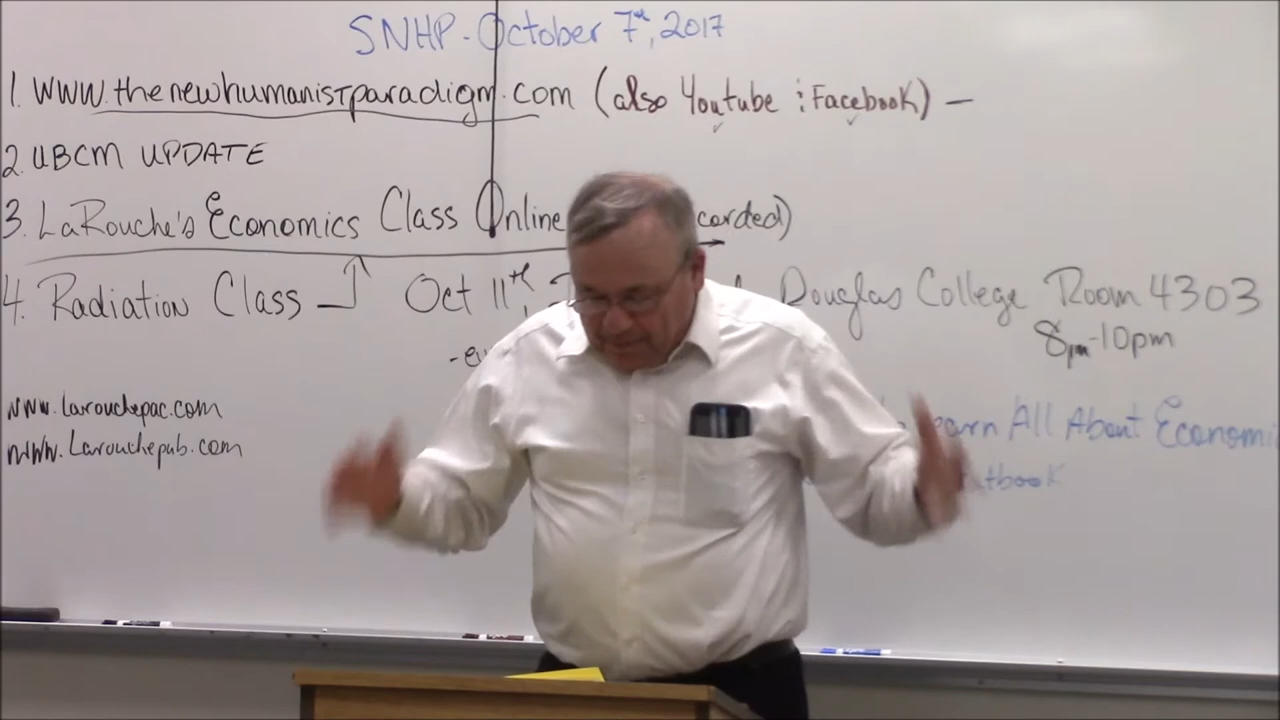 SNHP - October 7th, 2017
1. WWW.thenewhumanistparadigm.com (also Youtube & Facebook) —
2. UBCM UPDATE
3. LaRouche's Economics Class Online
4. Radiation Class — Oct 11th, Douglas College Room 4303
8pm-10pm
www.larouchepac.com
www.Larouchepub.com
All About